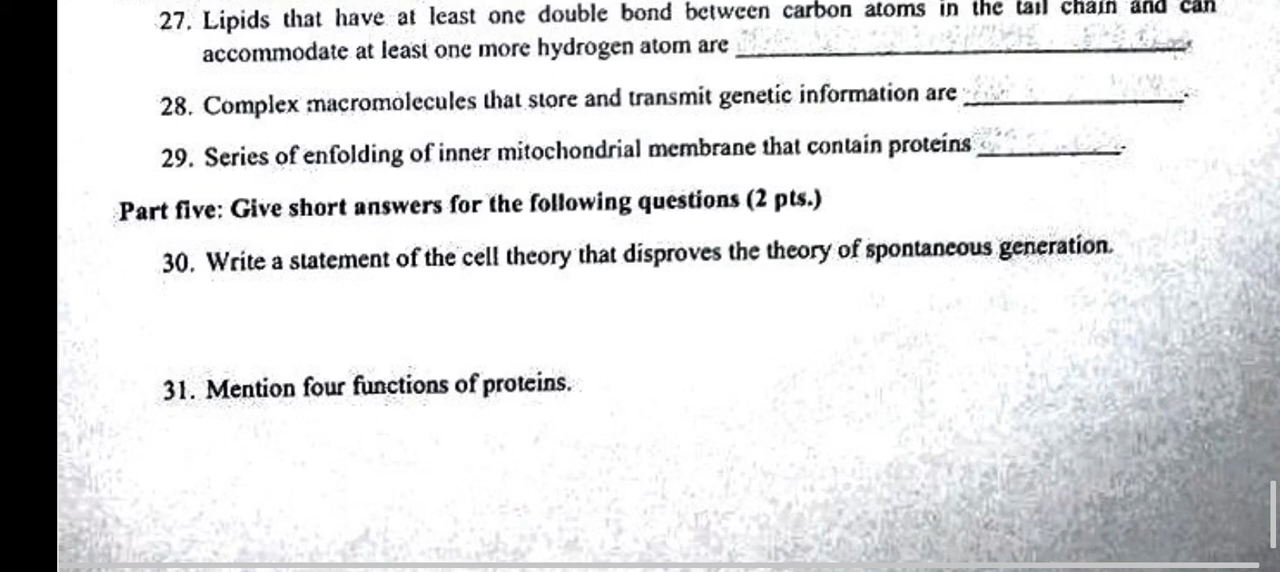 27. Lipids that have at least one double bond between carbon atoms in the tail chain and can
accommodate at least one more hydrogen atom are ____________.
28. Complex macromolecules that store and transmit genetic information are ____________.
29. Series of enfolding of inner mitochondrial membrane that contain proteins ____________.
Part five: Give short answers for the following questions (2 pts.)
30. Write a statement of the cell theory that disproves the theory of spontaneous generation.
31. Mention four functions of proteins.